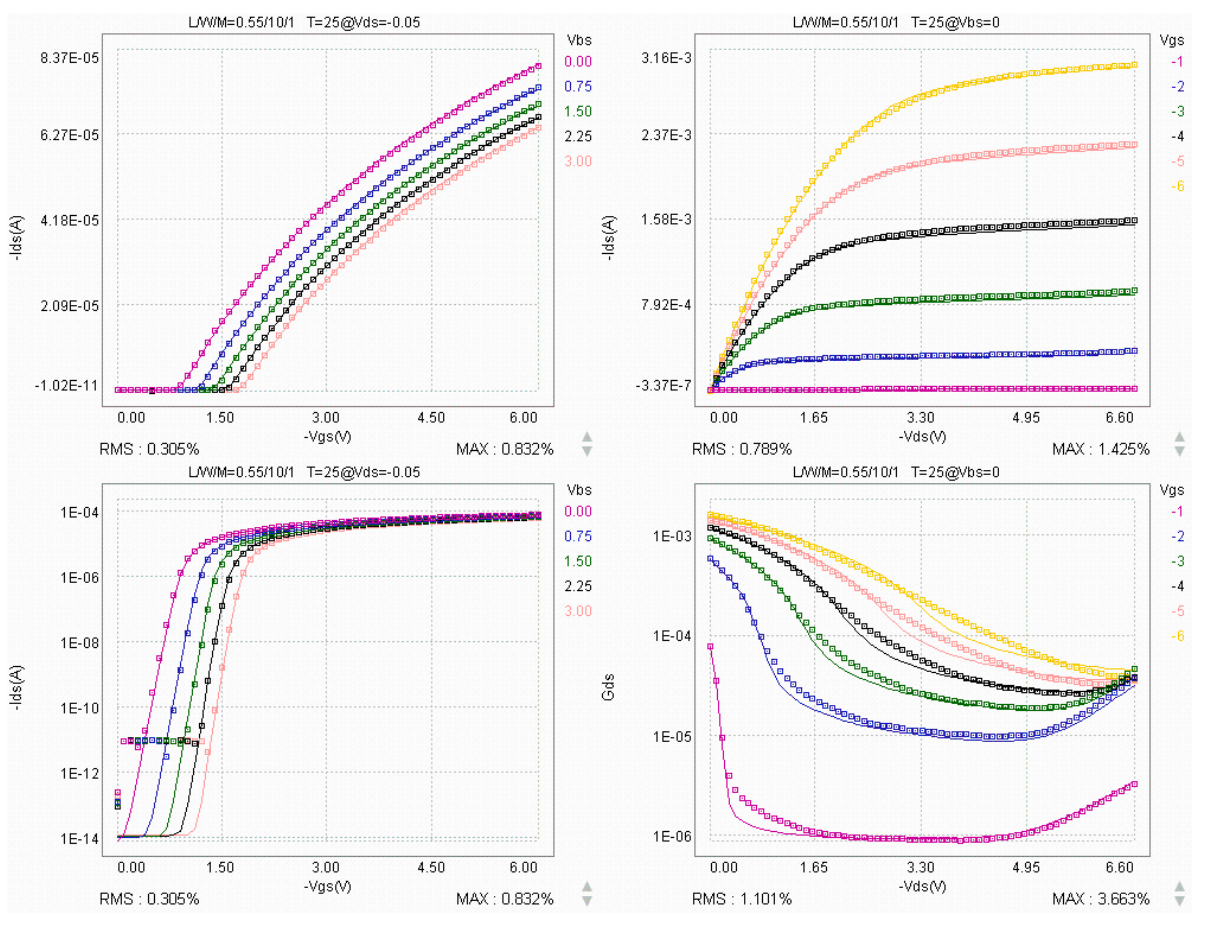 L/W/M=0.55/10/1 T=25@Vds=-0.05
Vbs
0.00
0.75
1.50
2.25
3.00
8.37E-05
6.27E-05
4.18E-05
2.09E-05
-1.02E-11
-Ids(A)
0.00 1.50 3.00 4.50 6.00
-Vgs(V)
RMS : 0.305% MAX : 0.832%
L/W/M=0.55/10/1 T=25@Vbs=0
Vgs
-1
-2
-3
-4
-5
-6
3.16E-3
2.37E-3
1.58E-3
7.92E-4
-3.37E-7
-Ids(A)
0.00 1.65 3.30 4.95 6.60
-Vds(V)
RMS : 0.789% MAX : 1.425%
L/W/M=0.55/10/1 T=25@Vds=-0.05
Vbs
0.00
0.75
1.50
2.25
3.00
1E-04
1E-06
1E-08
1E-10
1E-12
1E-14
-Ids(A)
0.00 1.50 3.00 4.50 6.00
-Vgs(V)
RMS : 0.305% MAX : 0.832%
L/W/M=0.55/10/1 T=25@Vbs=0
Vgs
-1
-2
-3
-4
-5
-6
1E-03
1E-04
1E-05
1E-06
Gds
0.00 1.65 3.30 4.95 6.60
-Vds(V)
RMS : 1.101% MAX : 3.663%